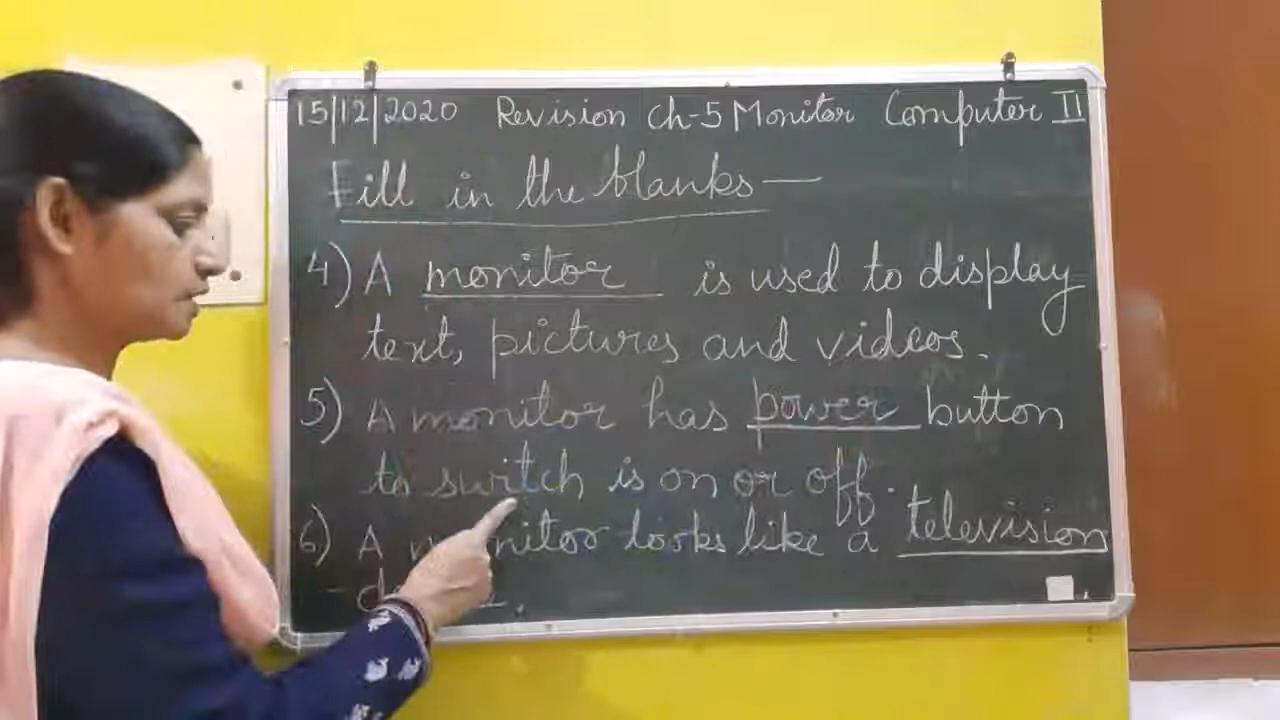 15/12/2020 Revision Ch-5 Monitor Computer II
Fill in the blanks—
4) A monitor is used to display
text, pictures and videos.
5) A monitor has power button
to switch is on or off.
6) A monitor looks like a television